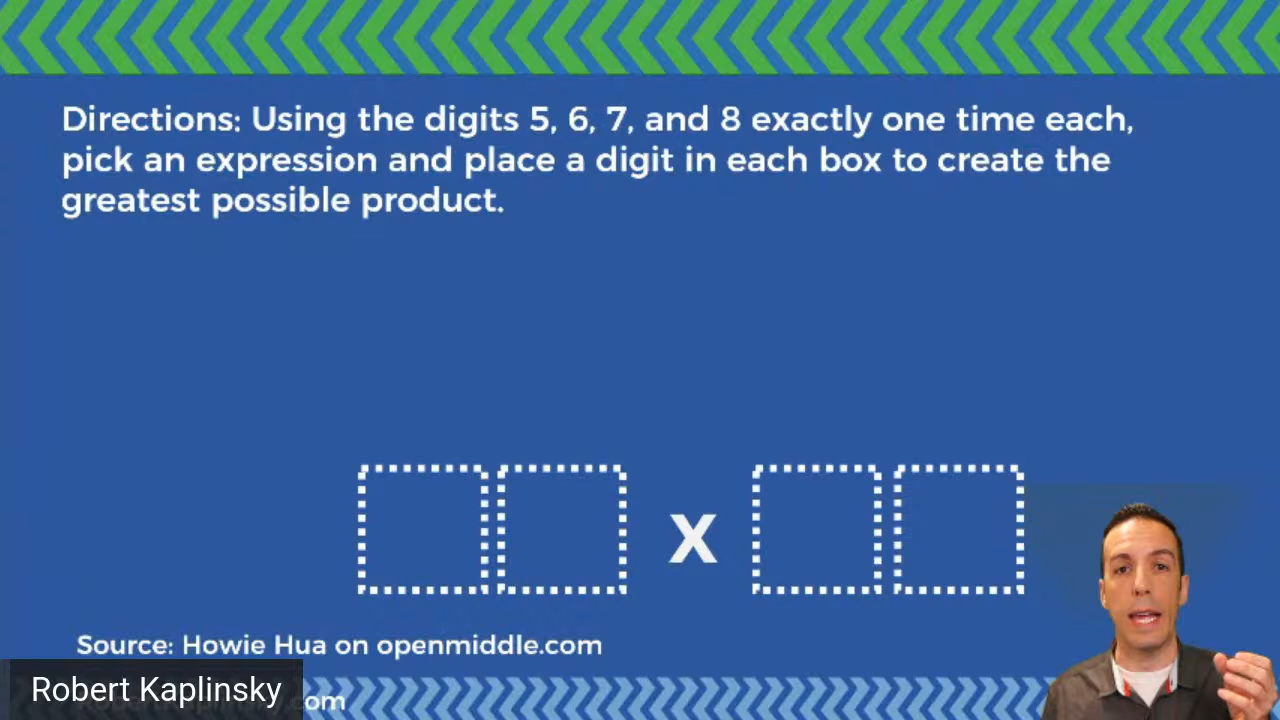 Directions: Using the digits 5, 6, 7, and 8 exactly one time each,
pick an expression and place a digit in each box to create the
greatest possible product.
x
Source: Howie Hua on openmiddle.com
Robert Kaplinsky